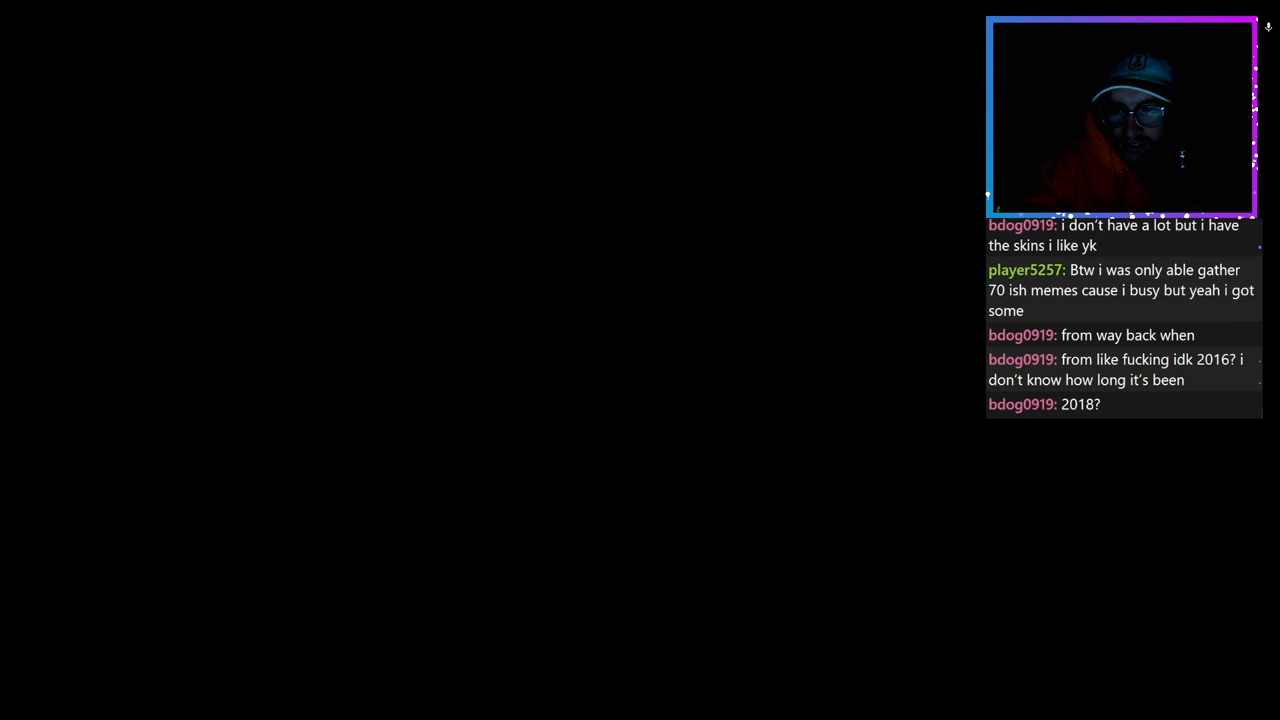 bdog0919: i don't have a lot but i have
the skins i like yk
player5257: Btw i was only able gather
70 ish memes cause i busy but yeah i got
some
bdog0919: from way back when
bdog0919: from like fucking idk 2016? i
don't know how long it's been
bdog0919: 2018?